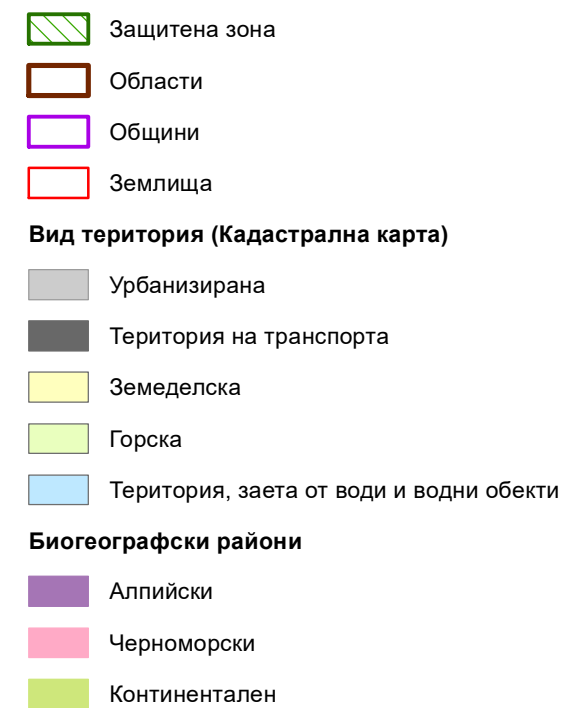 Защитена зона
Области
Общини
Землища
Вид територия (Кадастрална карта)
Урбанизирана
Територия на транспорта
Земеделска
Горска
Територия, заета от води и водни обекти
Биогеографски райони
Алпийски
Черноморски
Континентален